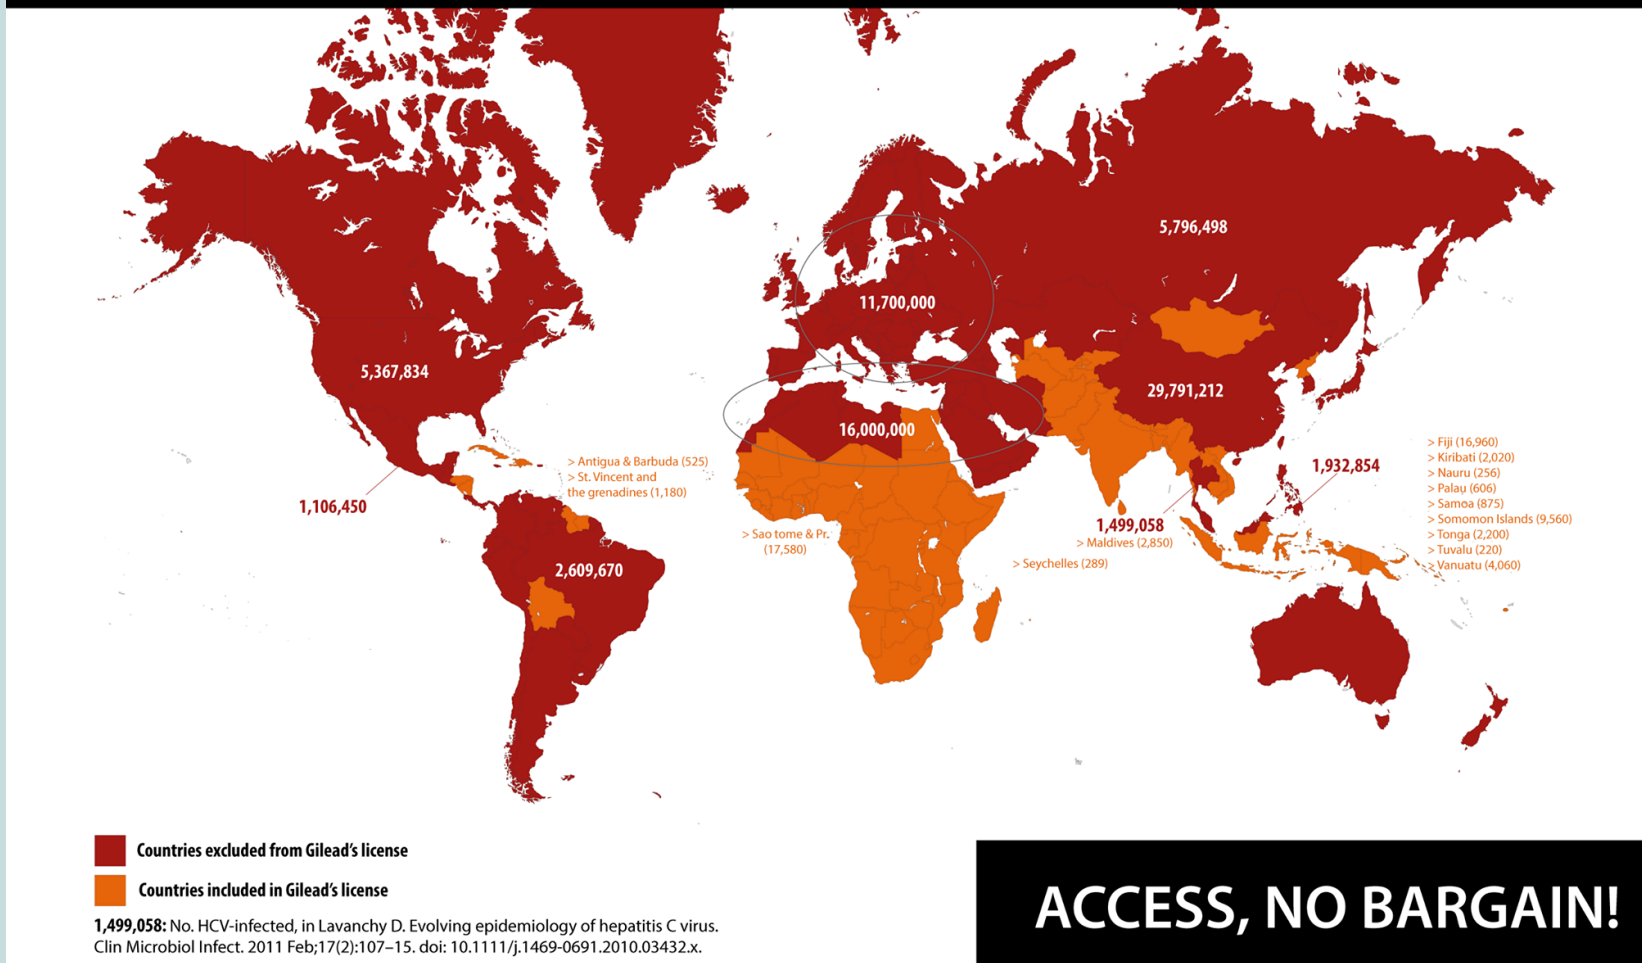 5,796,498
11,700,000
5,367,834
29,791,212
16,000,000
> Fiji (16,960)
> Kiribati (2,020)
> Nauru (256)
> Palau (606)
> Samoa (875)
> Somomon Islands (9,560)
> Tonga (2,200)
> Tuvalu (220)
> Vanuatu (4,060)
> Antigua & Barbuda (525)
> St. Vincent and
the grenadines (1,180)
1,932,854
1,106,450
1,499,058
> Sao tome & Pr.
(17,580)
> Maldives (2,850)
> Seychelles (289)
2,609,670
Countries excluded from Gilead's license
Countries included in Gilead's license
1,499,058: No. HCV-infected, in Lavanchy D. Evolving epidemiology of hepatitis C virus.
Clin Microbiol Infect. 2011 Feb;17(2):107–15. doi: 10.1111/j.1469-0691.2010.03432.x.
ACCESS, NO BARGAIN!